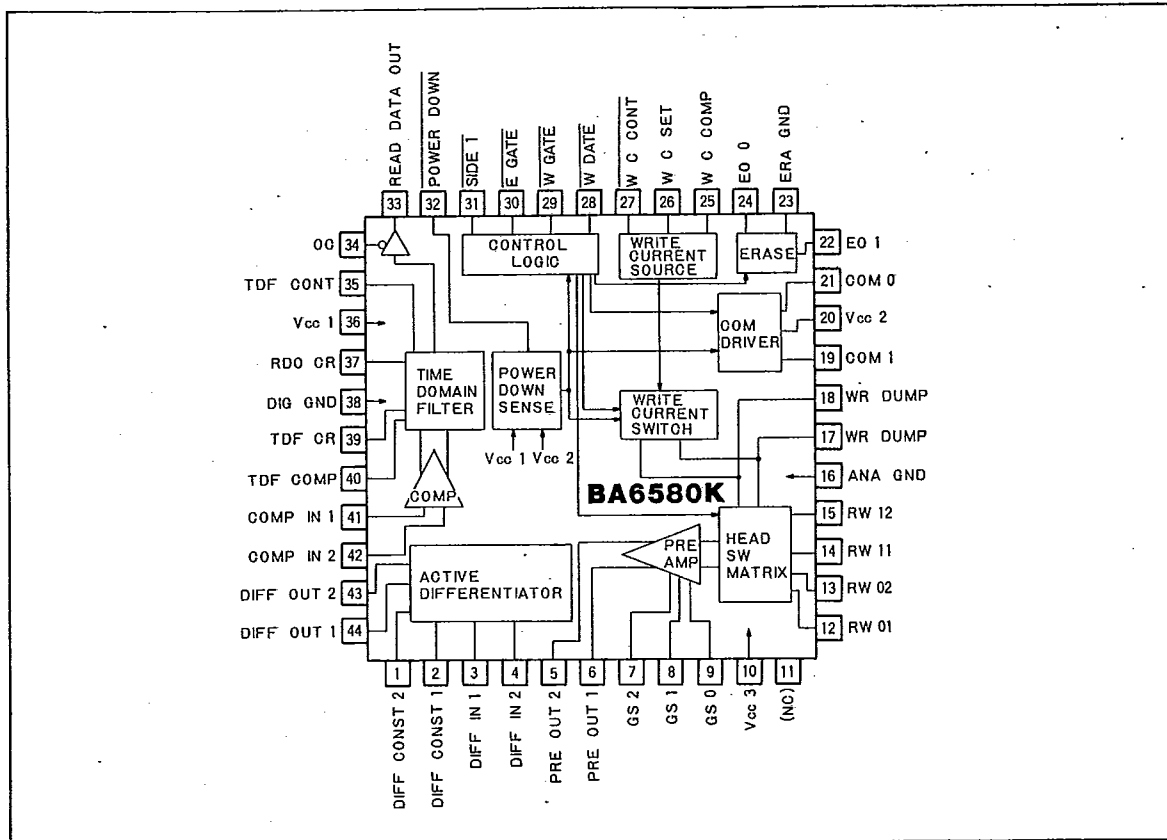 READ DATA OUT
POWER DOWN
SIDE 1
E GATE
W GATE
W DATE
W C CONT
W C SET
W C COMP
EO 0
ERA GND
33
32
31
30
29
28
27
26
25
24
23
OC 34
TDF CONT 35
Vcc 1 36
RDO CR 37
DIG GND 38
TDF CR 39
TDF COMP 40
COMP IN 1 41
COMP IN 2 42
DIFF OUT 2 43
DIFF OUT 1 44
CONTROL
LOGIC
WRITE
CURRENT
SOURCE
ERASE
COM
DRIVER
TIME
DOMAIN
FILTER
POWER
DOWN
SENSE
WRITE
CURRENT
SWITCH
Vcc 1 Vcc 2
COMP
BA6580K
PRE
AMP
HEAD
SW
MATRIX
ACTIVE
DIFFERENTIATOR
22 EO 1
21 COM 0
20 Vcc 2
19 COM 1
18 WR DUMP
17 WR DUMP
16 ANA GND
15 RW 12
14 RW 11
13 RW 02
12 RW 01
1
2
3
4
5
6
7
8
9
10
11
DIFF CONST 2
DIFF CONST 1
DIFF IN 1
DIFF IN 2
PRE OUT 2
PRE OUT 1
GS 2
GS 1
GS 0
Vcc 3
(NC)